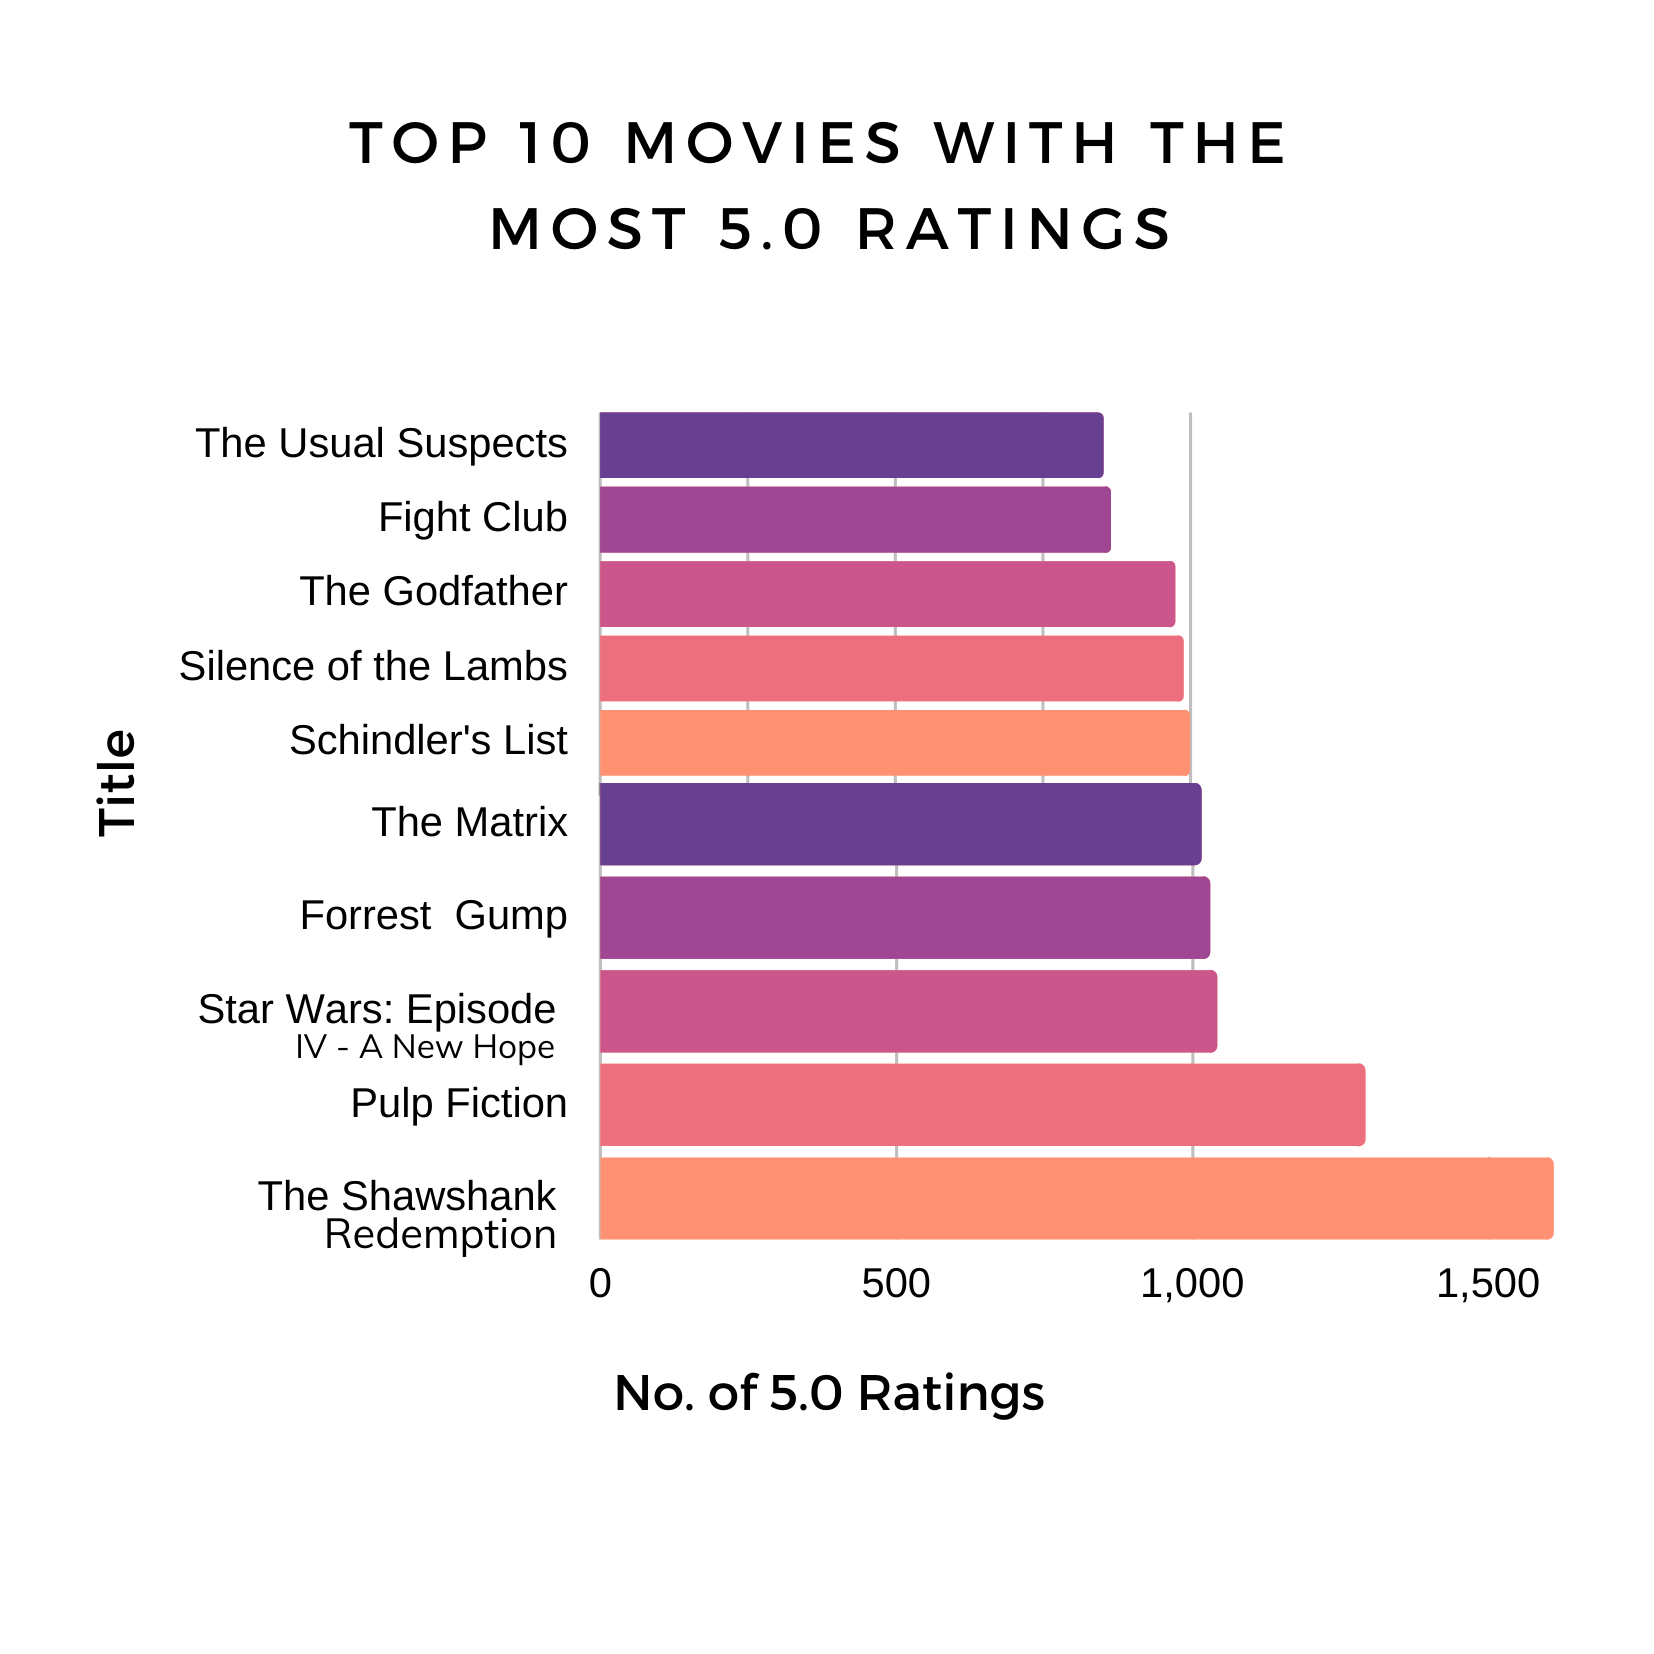 TOP 10 MOVIES WITH THE
MOST 5.0 RATINGS
Title
The Usual Suspects
Fight Club
The Godfather
Silence of the Lambs
Schindler's List
The Matrix
Forrest  Gump
Star Wars: Episode
IV - A New Hope
Pulp Fiction
The Shawshank
Redemption
0 500 1,000 1,500
No. of 5.0 Ratings